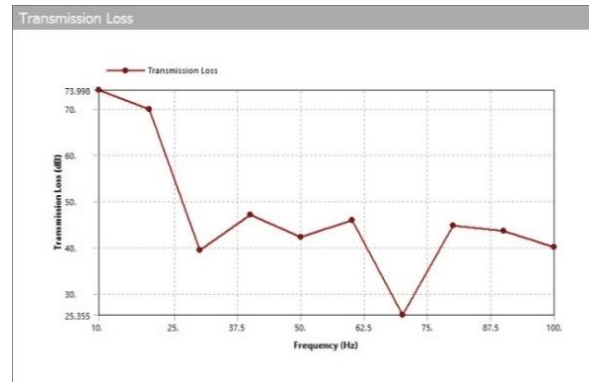 Transmission Loss
Transmission Loss
73.998
70.
60.
50.
40.
30.
25.355
Transmission Loss (dB)
10. 25. 37.5 50. 62.5 75. 87.5 100.
Frequency (Hz)